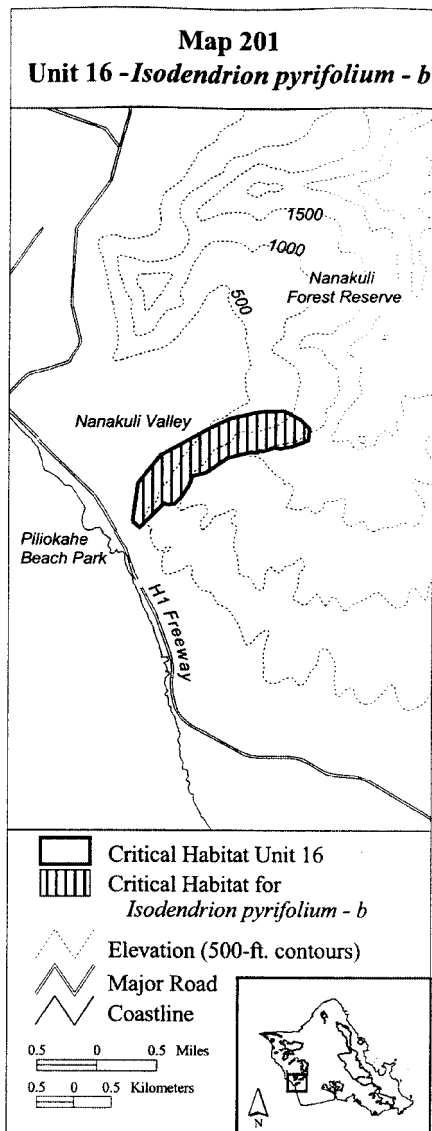 Map 201
Unit 16 - Isodendrion pyrifolium - b
1500
1000
Nanakuli
Forest Reserve
500
Nanakuli Valley
Piliokahe
Beach Park
H1 Freeway
Critical Habitat Unit 16
Critical Habitat for
Isodendrion pyrifolium - b
Elevation (500-ft. contours)
Major Road
Coastline
0.5 0 0.5 Miles
0.5 0 0.5 Kilometers
N